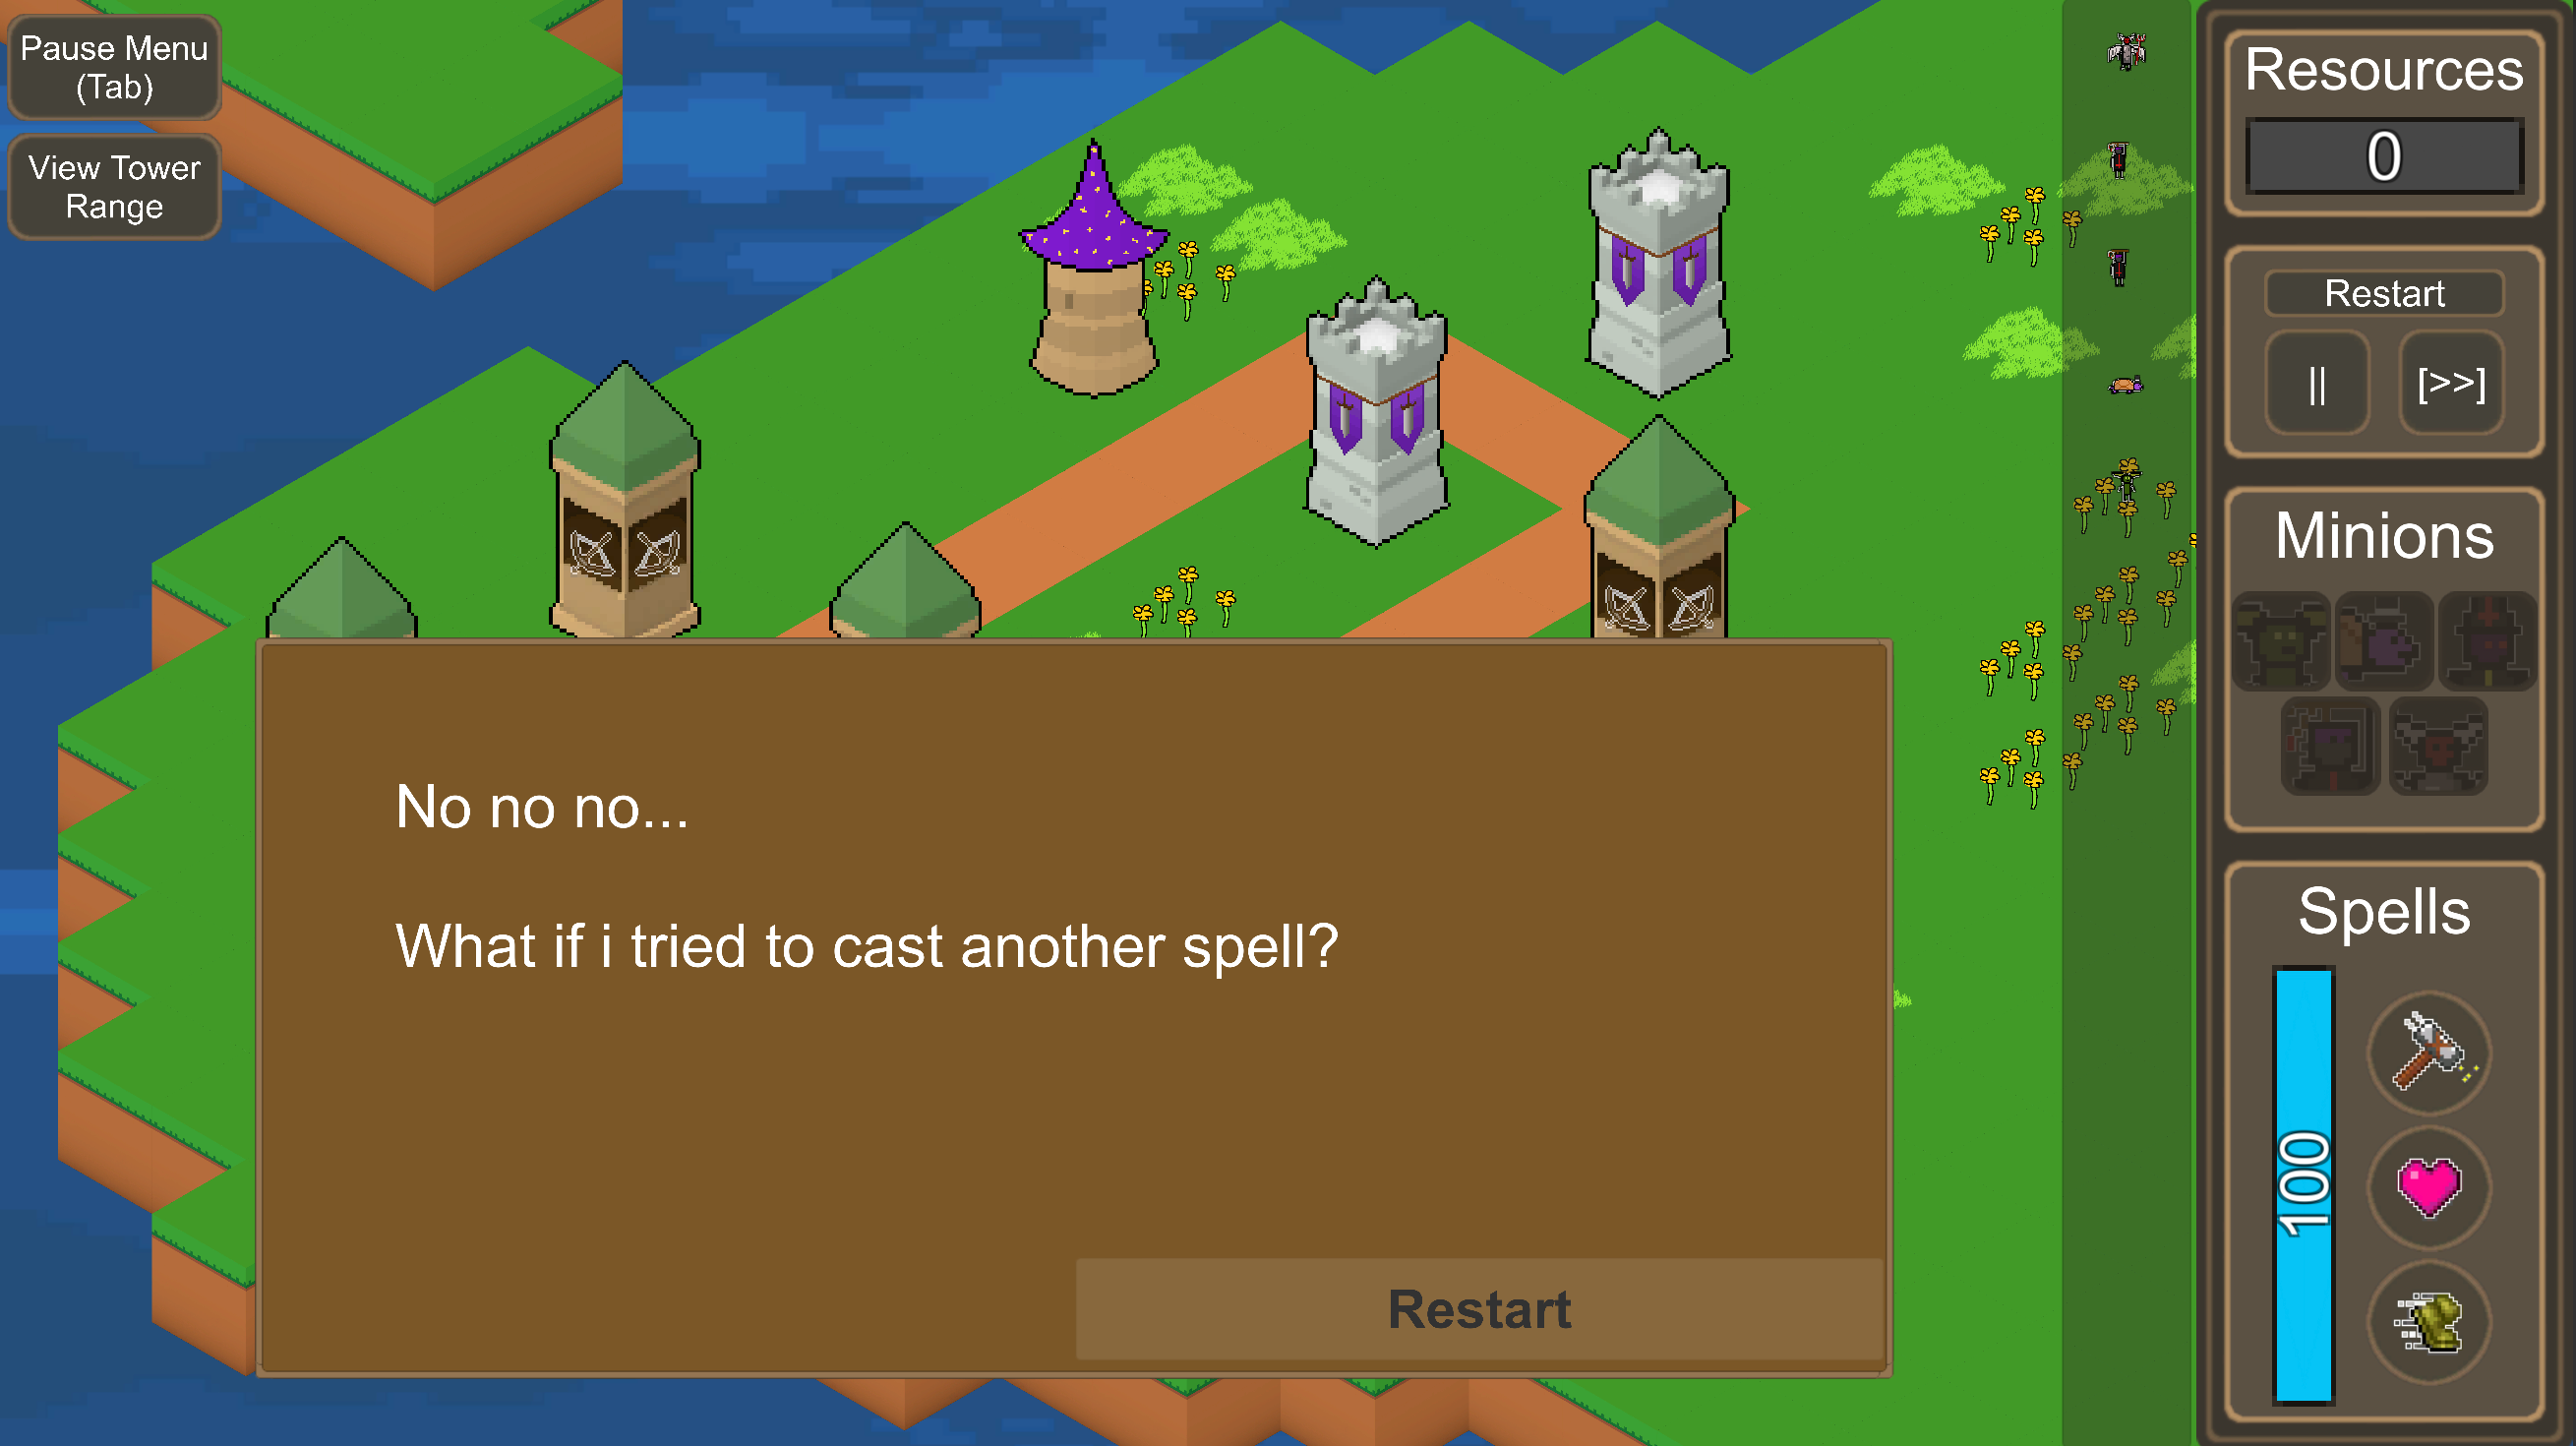 Pause Menu
(Tab)
View Tower
Range
Resources
0
Restart
||
[>>]
Minions
Spells
100
No no no...
What if i tried to cast another spell?
Restart